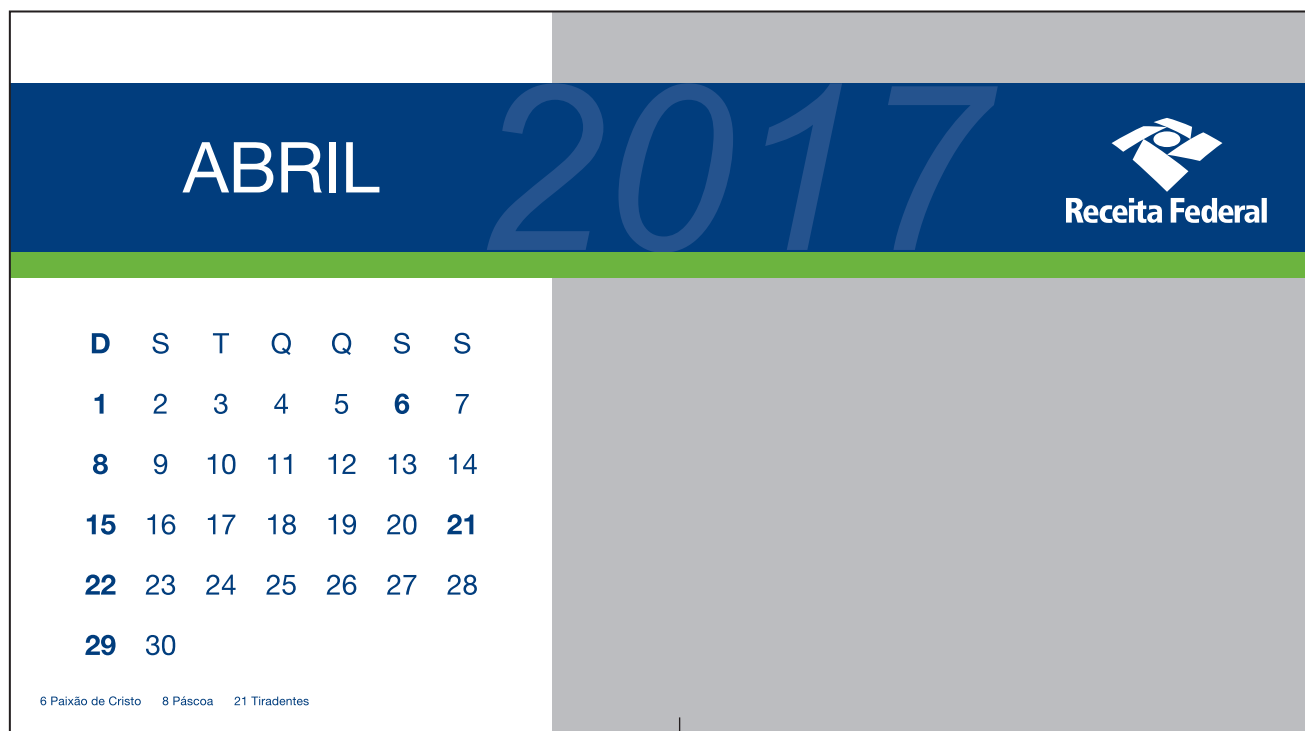 2017
ABRIL
Receita Federal
D S T Q Q S S
1 2 3 4 5 6 7
8 9 10 11 12 13 14
15 16 17 18 19 20 21
22 23 24 25 26 27 28
29 30
6 Paixão de Cristo 8 Páscoa 21 Tiradentes